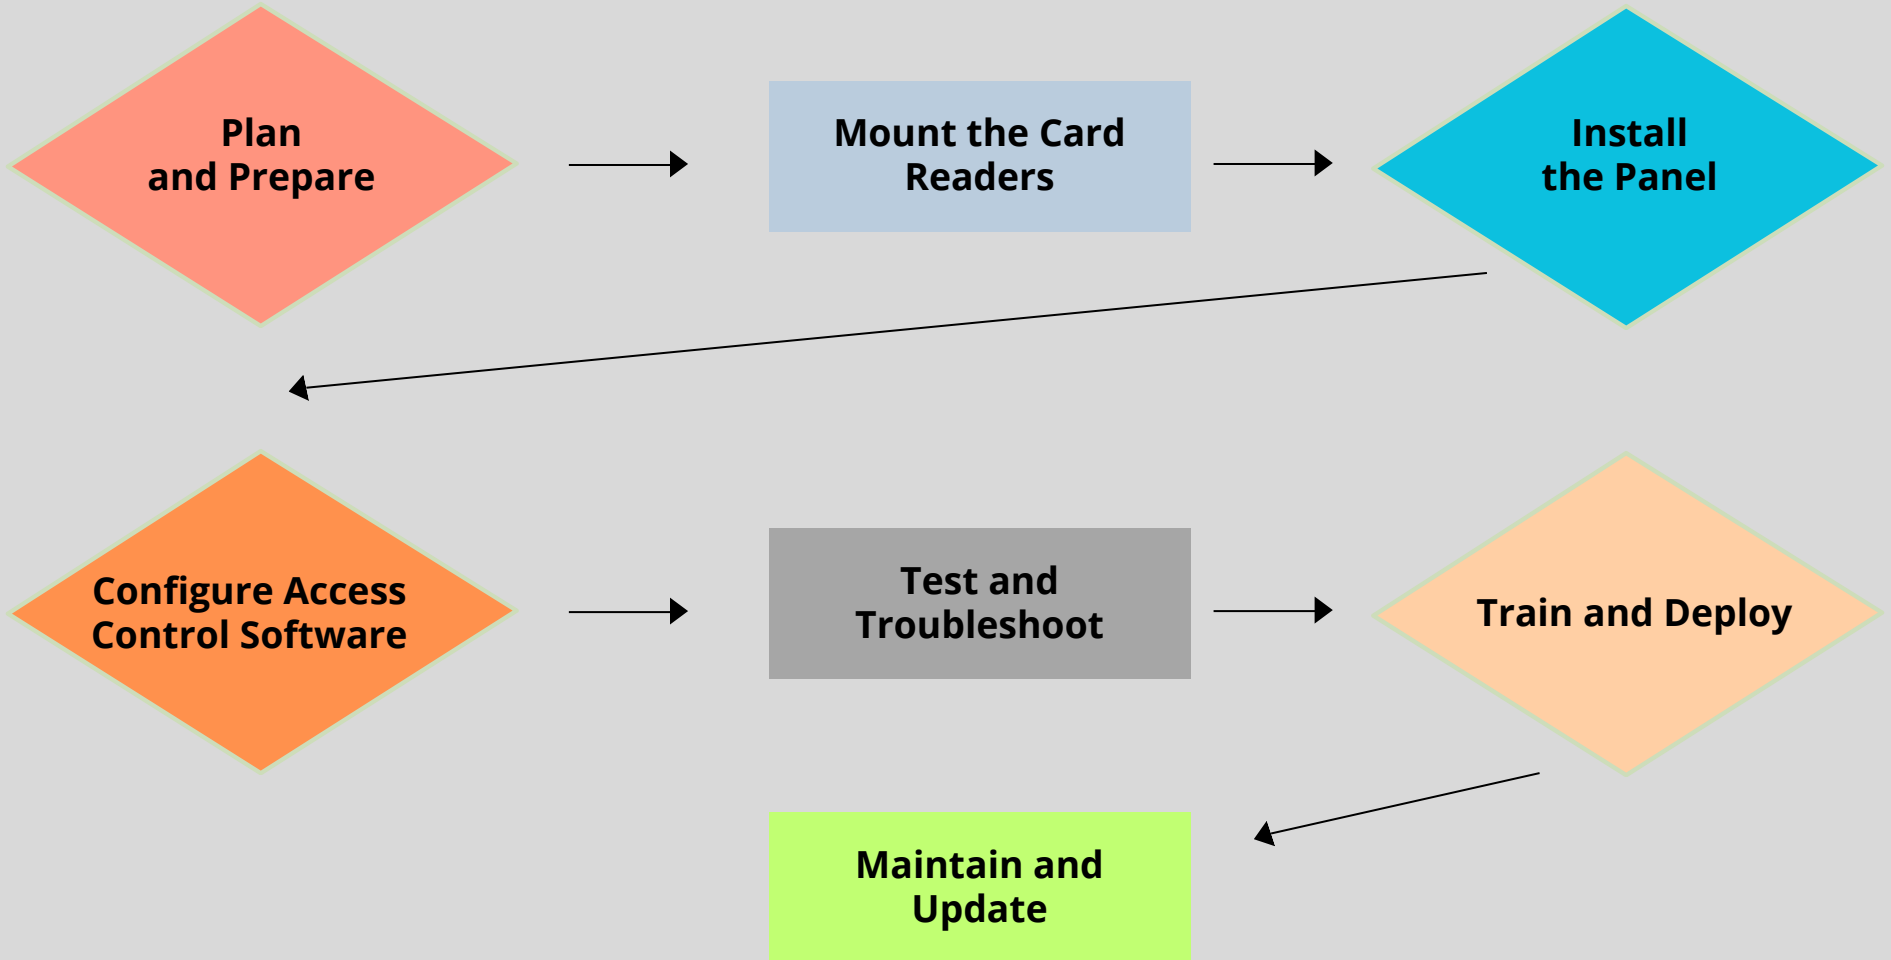 Plan
and Prepare
Mount the Card
Readers
Install
the Panel
Configure Access
Control Software
Test and
Troubleshoot
Train and Deploy
Maintain and
Update